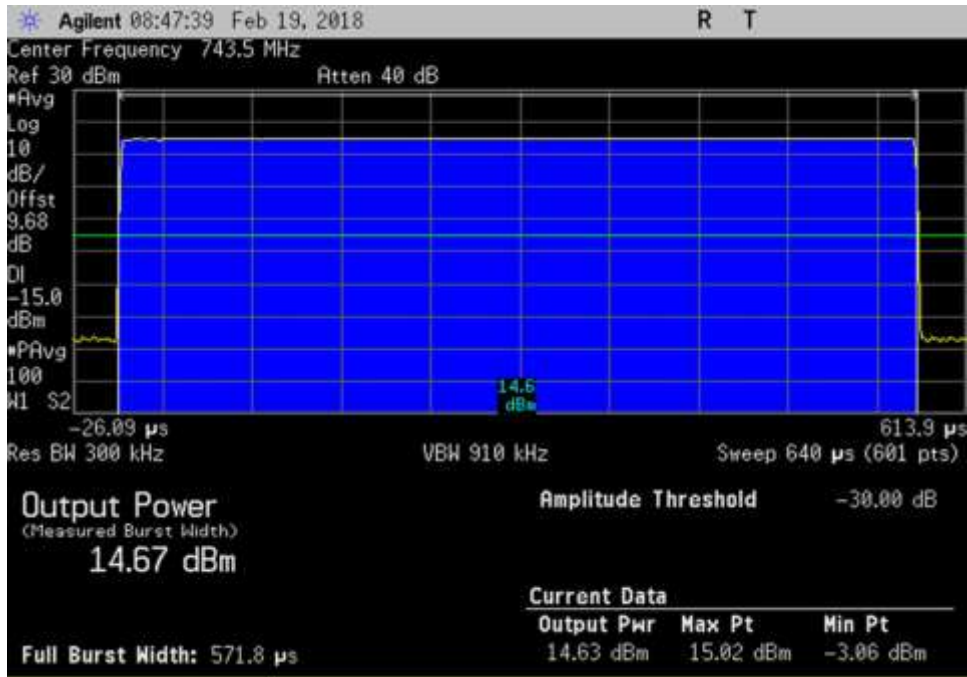 Agilent 08:47:39 Feb 19, 2018 R T
Center Frequency 743.5 MHz
Ref 30 dBm Atten 40 dB
*Avg
Log
10
dB/
Offst
9.68
dB
DI
-15.0
dBm
*PAvg
100
W1 S2
14.6
dBm
-26.09 µs 613.9 µs
Res BW 300 kHz VBW 910 kHz Sweep 640 µs (601 pts)
Output Power
(Measured Burst Width)
14.67 dBm
Amplitude Threshold -30.00 dB
Current Data
Output Pwr Max Pt Min Pt
14.63 dBm 15.02 dBm -3.06 dBm
Full Burst Width: 571.8 µs